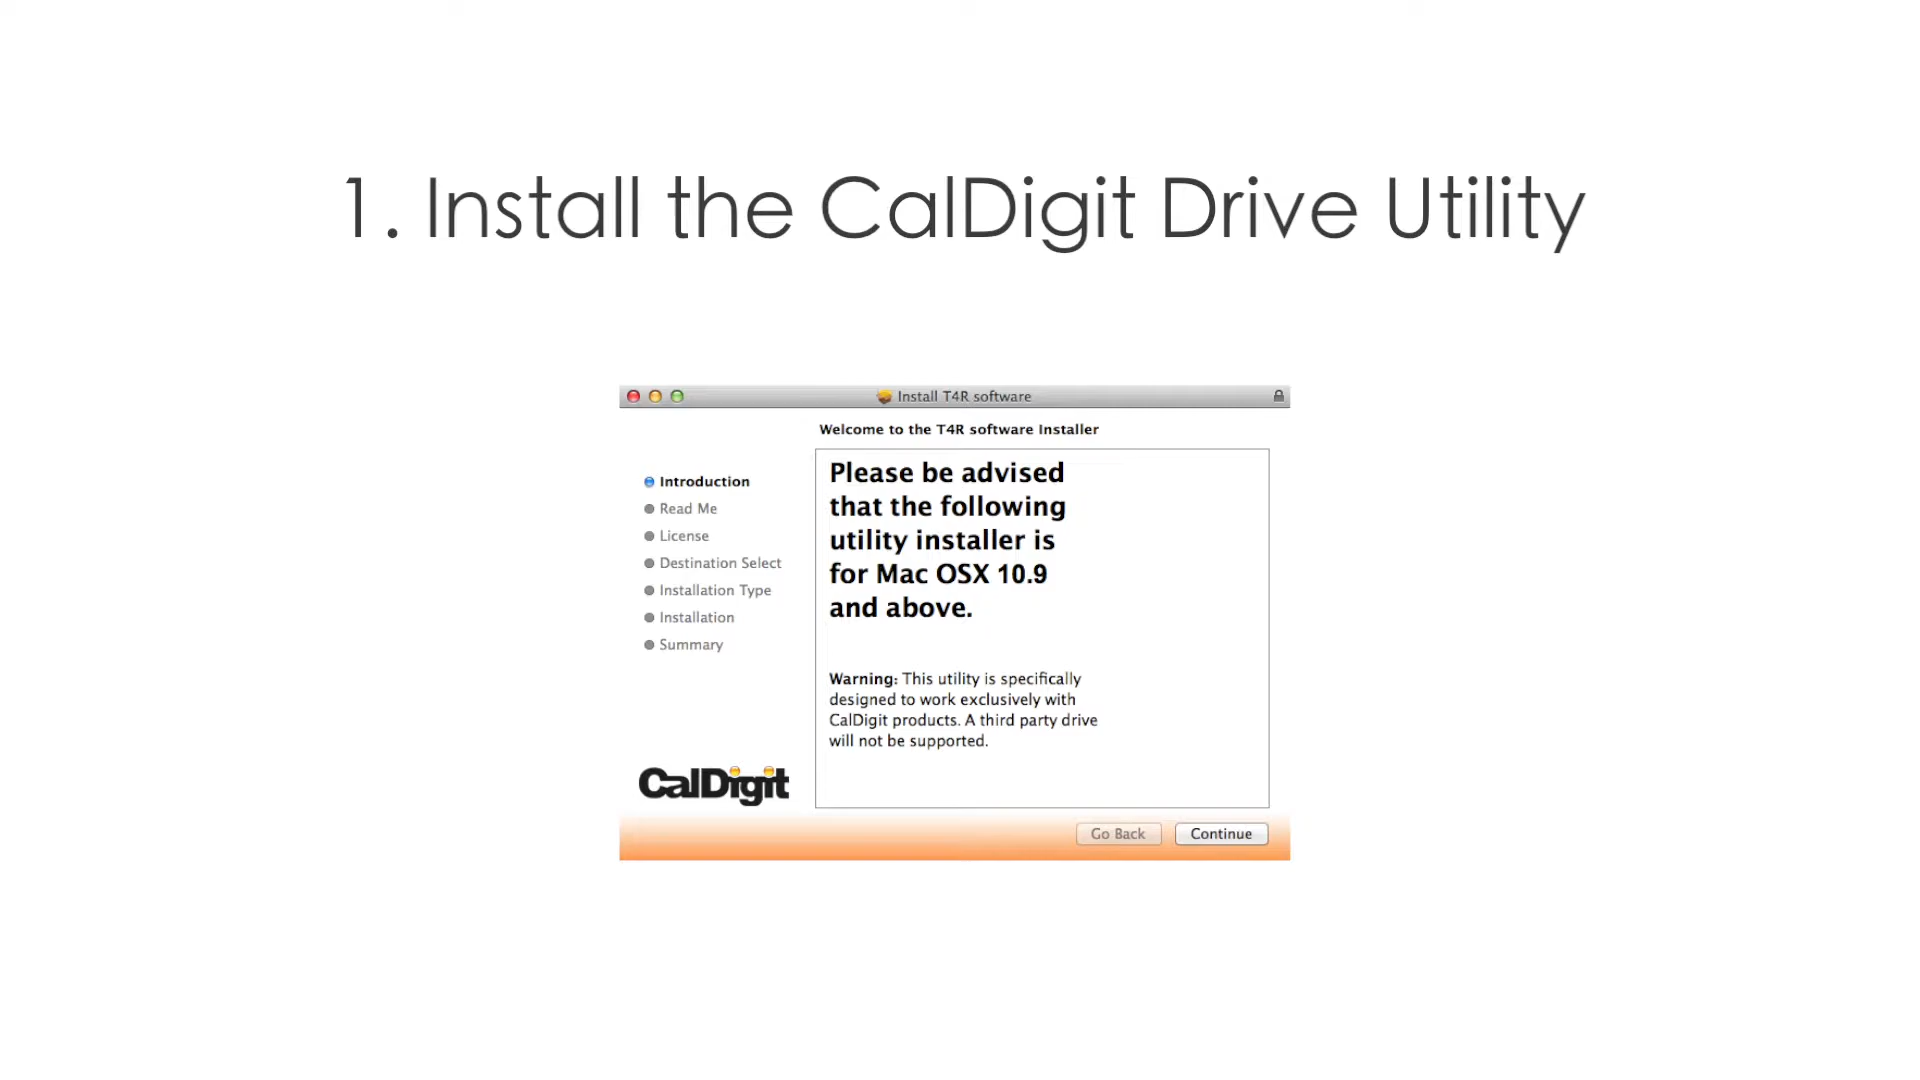 1. Install the CalDigit Drive Utility
Install T4R software
Welcome to the T4R software Installer
Introduction
Read Me
License
Destination Select
Installation Type
Installation
Summary
Please be advised
that the following
utility installer is
for Mac OSX 10.9
and above.
Warning: This utility is specifically
designed to work exclusively with
CalDigit products. A third party drive
will not be supported.
CalDigit
Go Back
Continue